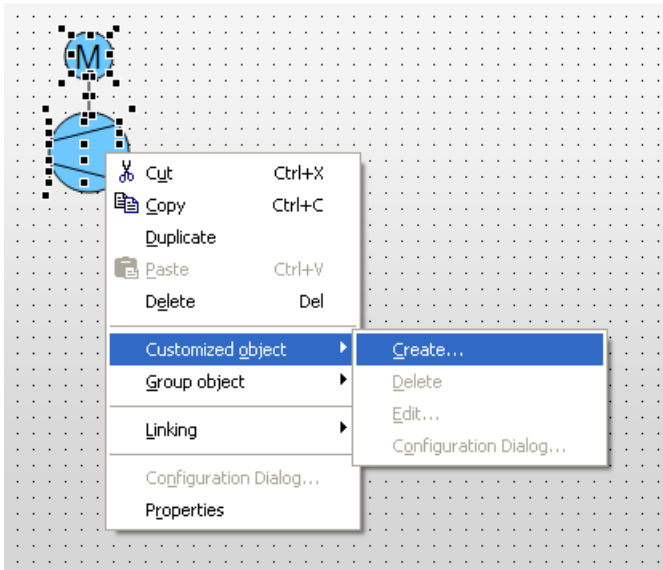 M
Cut Ctrl+X
Copy Ctrl+C
Duplicate
Paste Ctrl+V
Delete Del
Customized object
Create...
Group object
Delete
Edit...
Linking
Configuration Dialog...
Configuration Dialog...
Properties